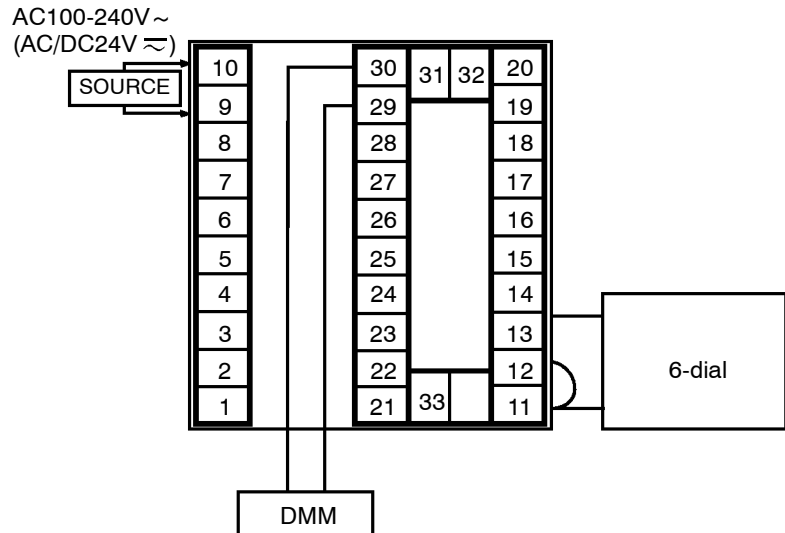 AC100-240V～
(AC/DC24V ⎓)
SOURCE
10 30 31 32 20
9 29 19
8 28 18
7 27 17
6 26 16
5 25 15
4 24 14
3 23 13
2 22 12
1 21 33 11
6-dial
DMM